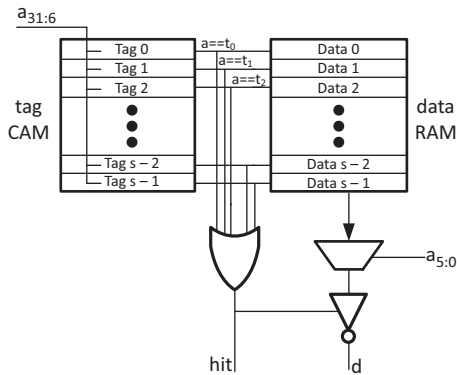 a31:6
Tag 0 a==t0 Data 0
Tag 1 a==t1 Data 1
Tag 2 a==t2 Data 2
tag
CAM
data
RAM
Tag s – 2 Data s – 2
Tag s – 1 Data s – 1
a5:0
hit d